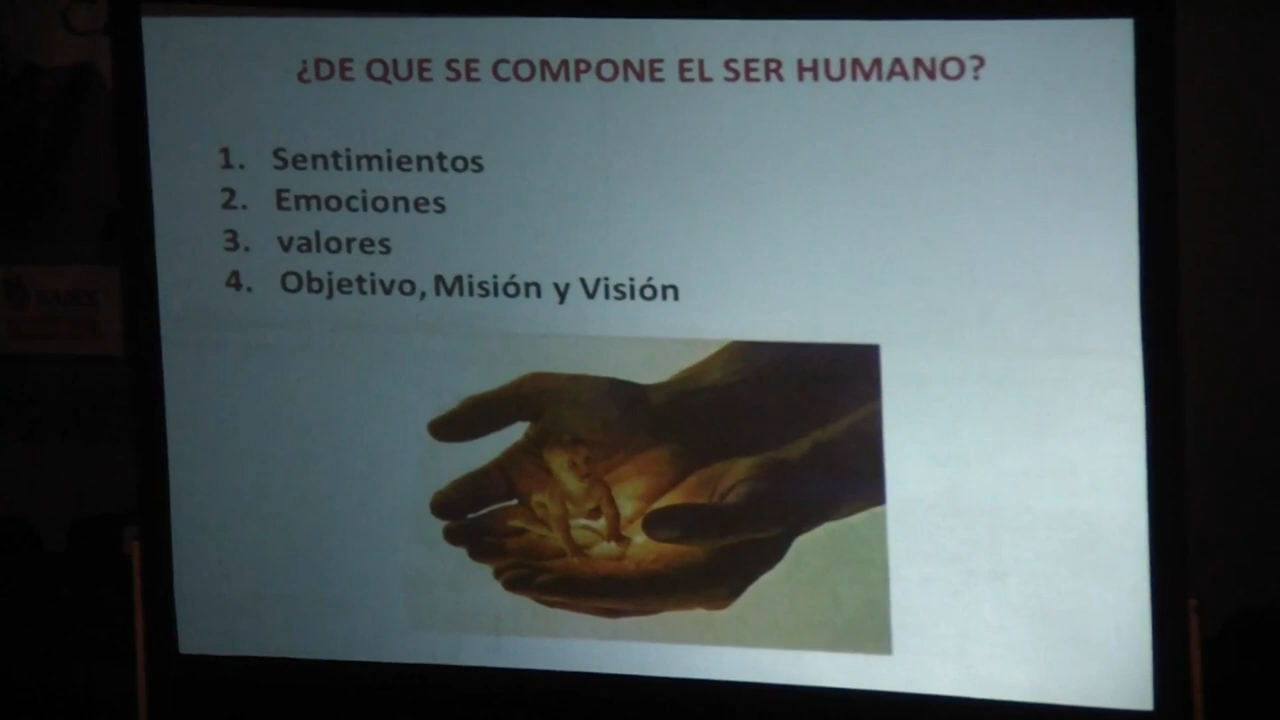 ¿DE QUE SE COMPONE EL SER HUMANO?
1. Sentimientos
2. Emociones
3. valores
4. Objetivo, Misión y Visión